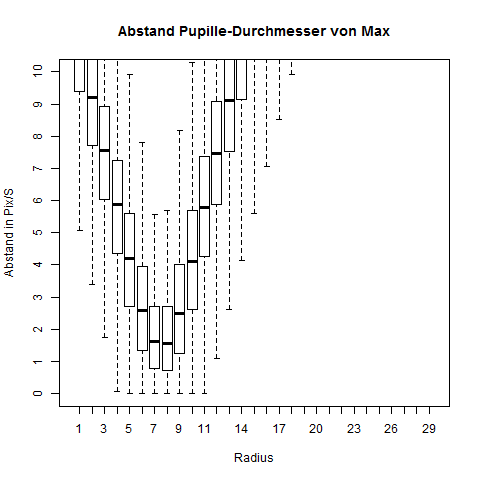 Abstand Pupille-Durchmesser von Max
Abstand in Pix/S
10
9
8
7
6
5
4
3
2
1
0
1 3 5 7 9 11 14 17 20 23 26 29
Radius